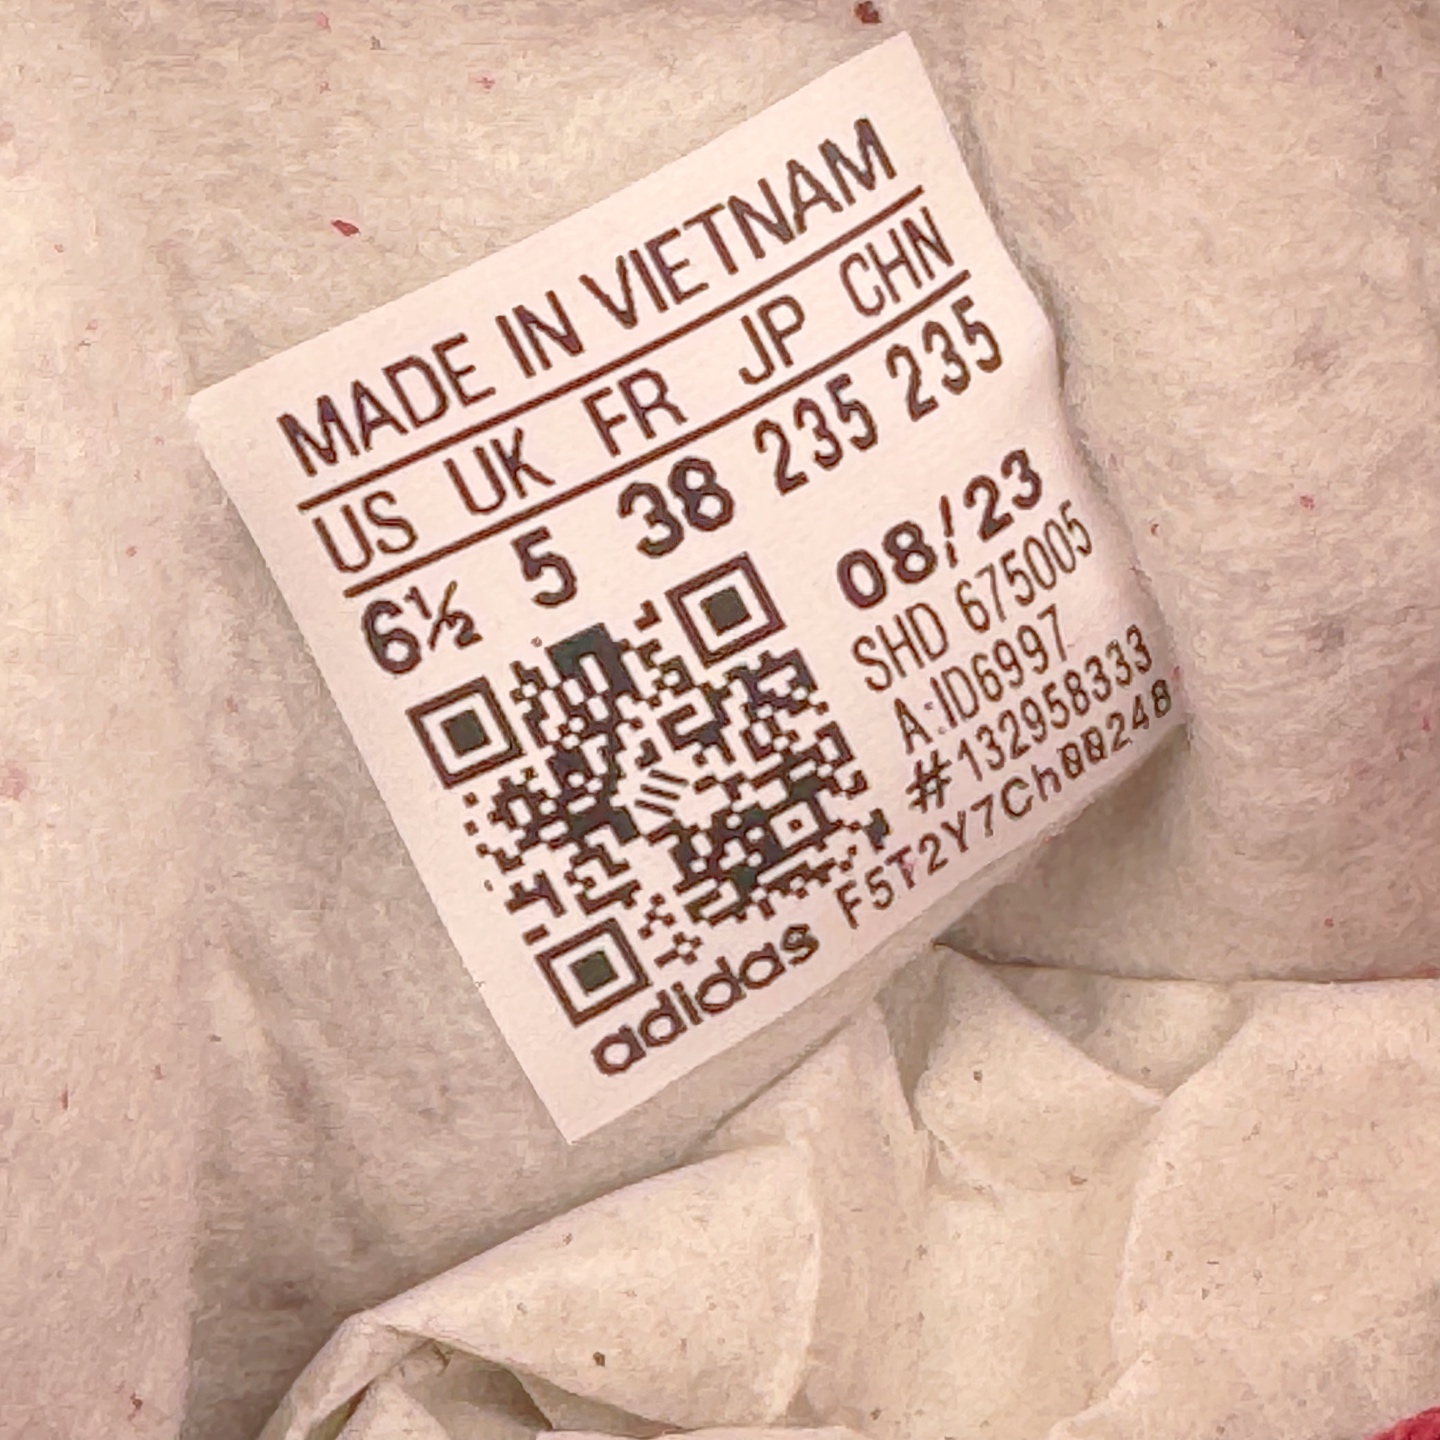 MADE IN VIETNAM
US UK FR JP CHN
6½ 5 38 235 235
08/23
SHD 675005
A:ID6997
#132958333
F5T2Y7Ch00248
adidas